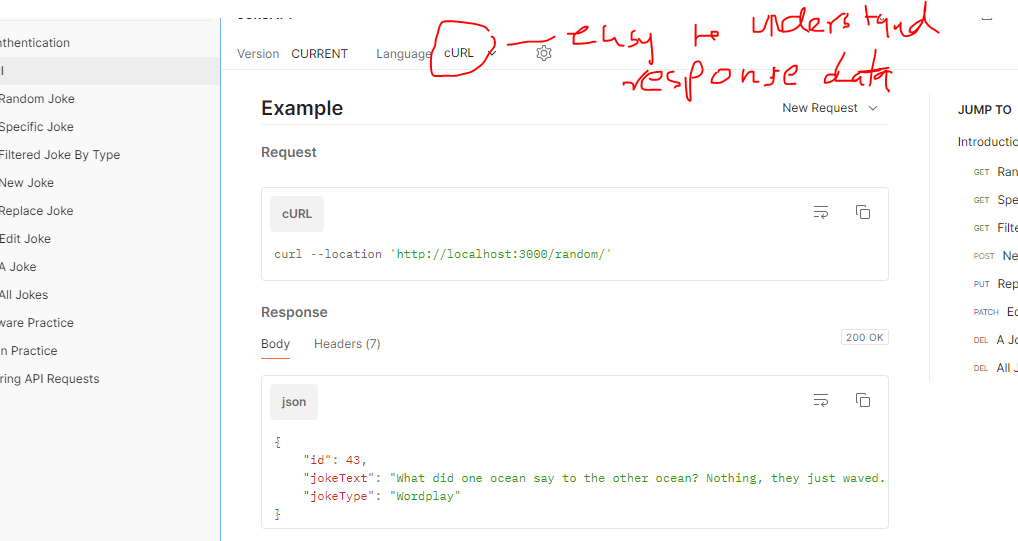 Version CURRENT Language cURL
easy to understand
response data
uthentication
Random Joke
Specific Joke
Filtered Joke By Type
New Joke
Replace Joke
Edit Joke
A Joke
All Jokes
ware Practice
n Practice
ring API Requests
Example
New Request
Request
cURL
curl --location 'http://localhost:3000/random/'
Response
Body Headers (7)
200 OK
json
{
"id": 43,
"jokeText": "What did one ocean say to the other ocean? Nothing, they just waved.
"jokeType": "Wordplay"
}
JUMP TO
Introductio
GET Ran
GET Spe
GET Filte
POST Ne
PUT Rep
PATCH Ed
DEL A Jo
DEL All J